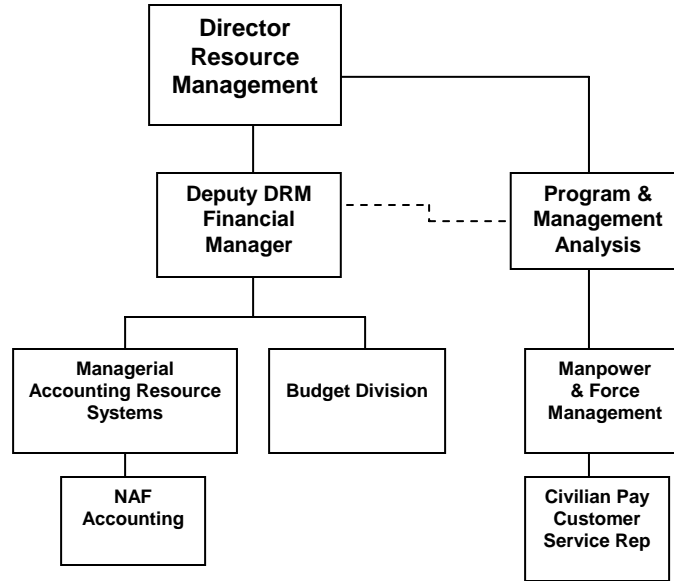 Director
Resource
Management
Deputy DRM
Financial
Manager
Program &
Management
Analysis
Managerial
Accounting Resource
Systems
Budget Division
Manpower
& Force
Management
NAF
Accounting
Civilian Pay
Customer
Service Rep